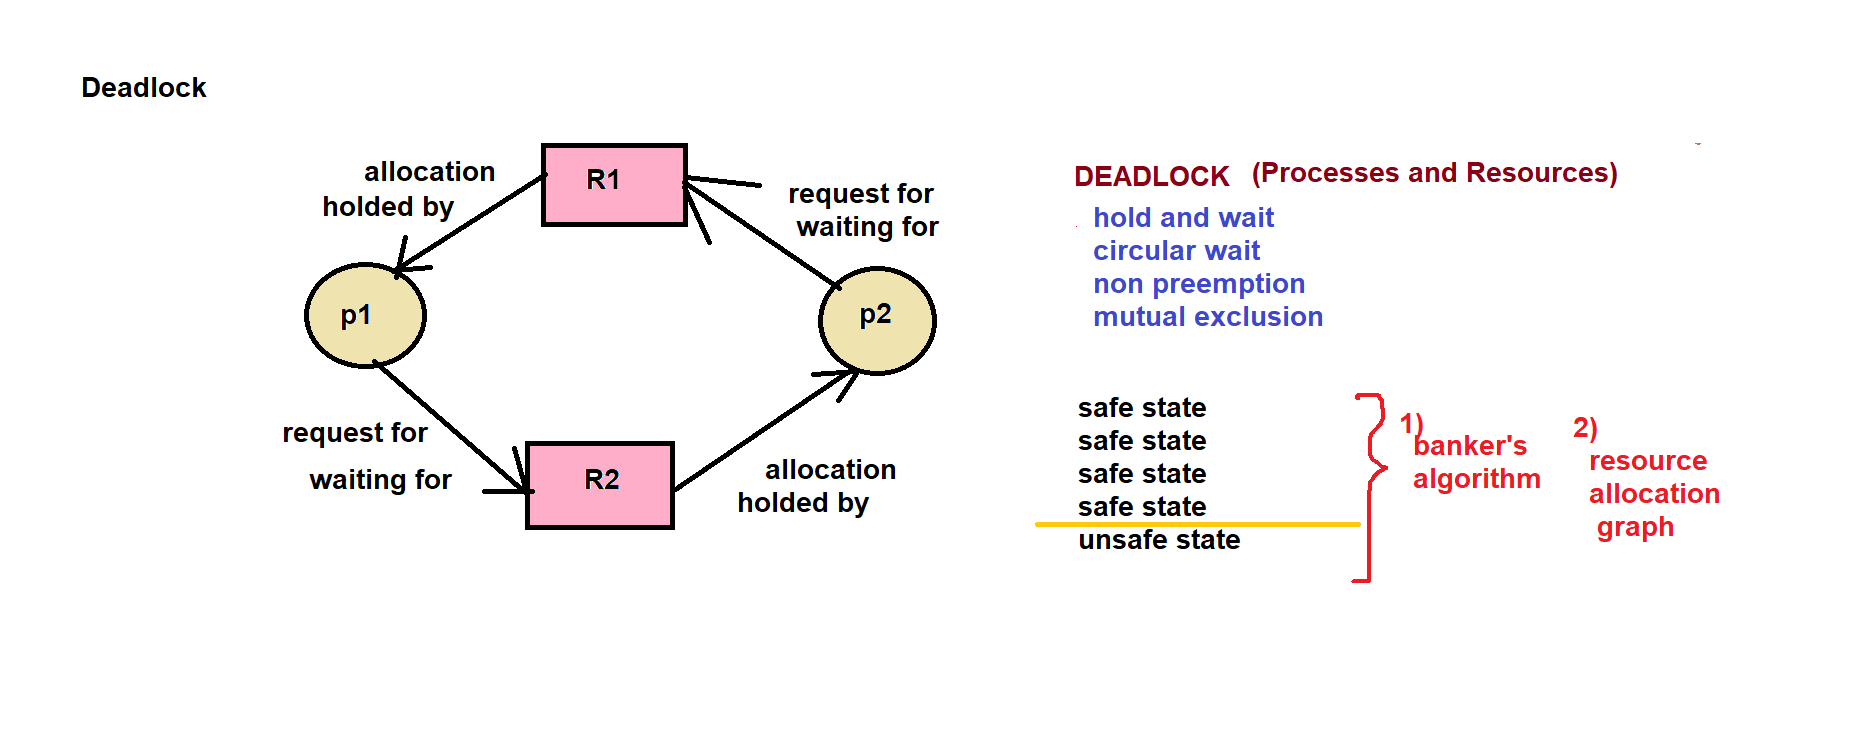 Deadlock
allocation
holded by
R1
request for
waiting for
p1
p2
request for
waiting for
R2
allocation
holded by
DEADLOCK (Processes and Resources)
hold and wait
circular wait
non preemption
mutual exclusion
safe state
safe state
safe state
safe state
unsafe state
1)
banker's
algorithm
2)
resource
allocation
graph